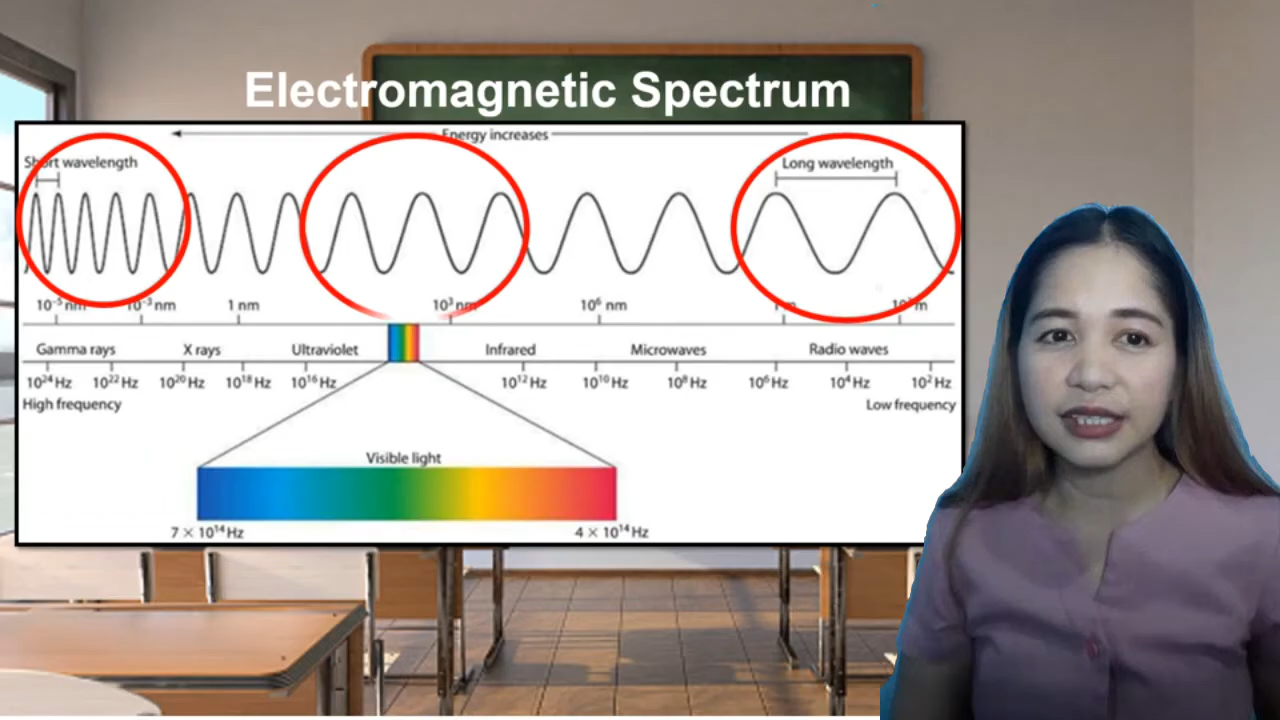 Electromagnetic Spectrum
Energy increases
Short wavelength
Long wavelength
10⁻⁵ nm 10⁻³ nm 1 nm 10³ nm 10⁶ nm
Gamma rays X rays Ultraviolet Infrared Microwaves Radio waves
10²⁴ Hz 10²² Hz 10²⁰ Hz 10¹⁸ Hz 10¹⁶ Hz 10¹² Hz 10¹⁰ Hz 10⁸ Hz 10⁶ Hz 10⁴ Hz 10² Hz
High frequency Low frequency
Visible light
7 × 10¹⁴ Hz 4 × 10¹⁴ Hz